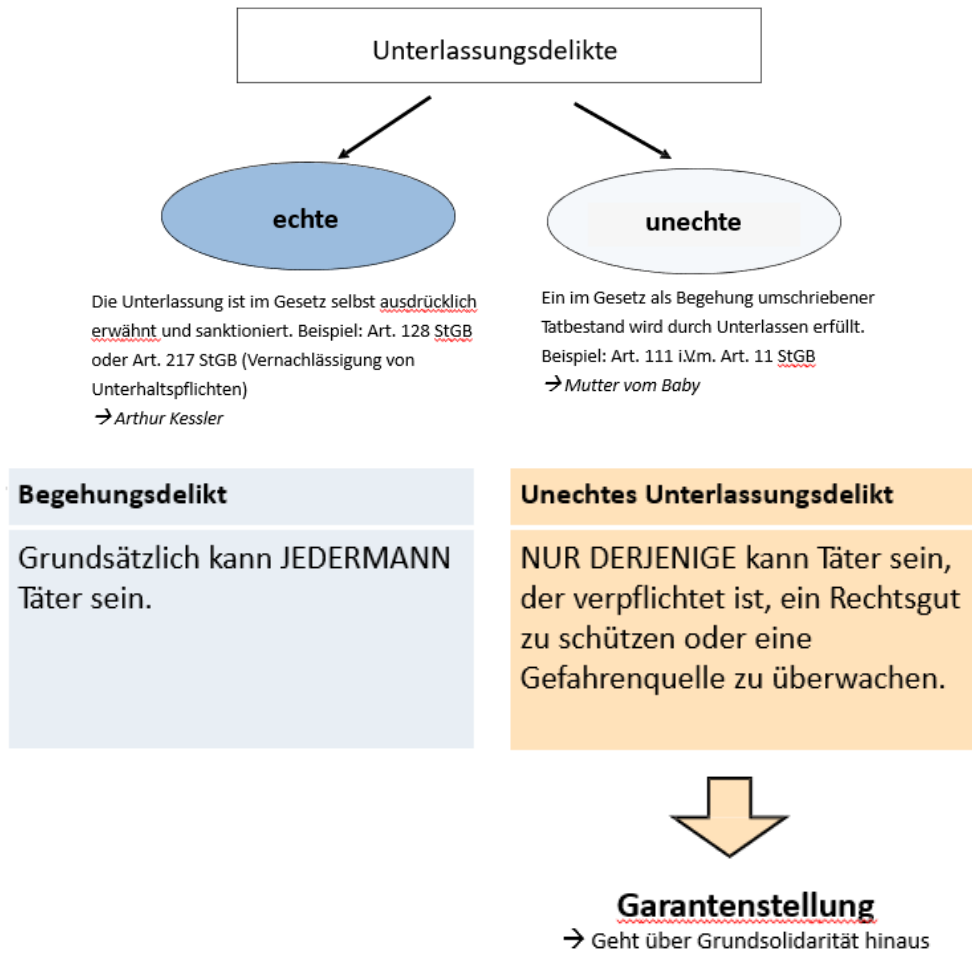 Unterlassungsdelikte
echte
unechte
Die Unterlassung ist im Gesetz selbst ausdrücklich
erwähnt und sanktioniert. Beispiel: Art. 128 StGB
oder Art. 217 StGB (Vernachlässigung von
Unterhaltspflichten)
→ Arthur Kessler
Ein im Gesetz als Begehung umschriebener
Tatbestand wird durch Unterlassen erfüllt.
Beispiel: Art. 111 i.V.m. Art. 11 StGB
→ Mutter vom Baby
Begehungsdelikt
Grundsätzlich kann JEDERMANN
Täter sein.
Unechtes Unterlassungsdelikt
NUR DERJENIGE kann Täter sein,
der verpflichtet ist, ein Rechtsgut
zu schützen oder eine
Gefahrenquelle zu überwachen.
Garantenstellung
→ Geht über Grundsolidarität hinaus